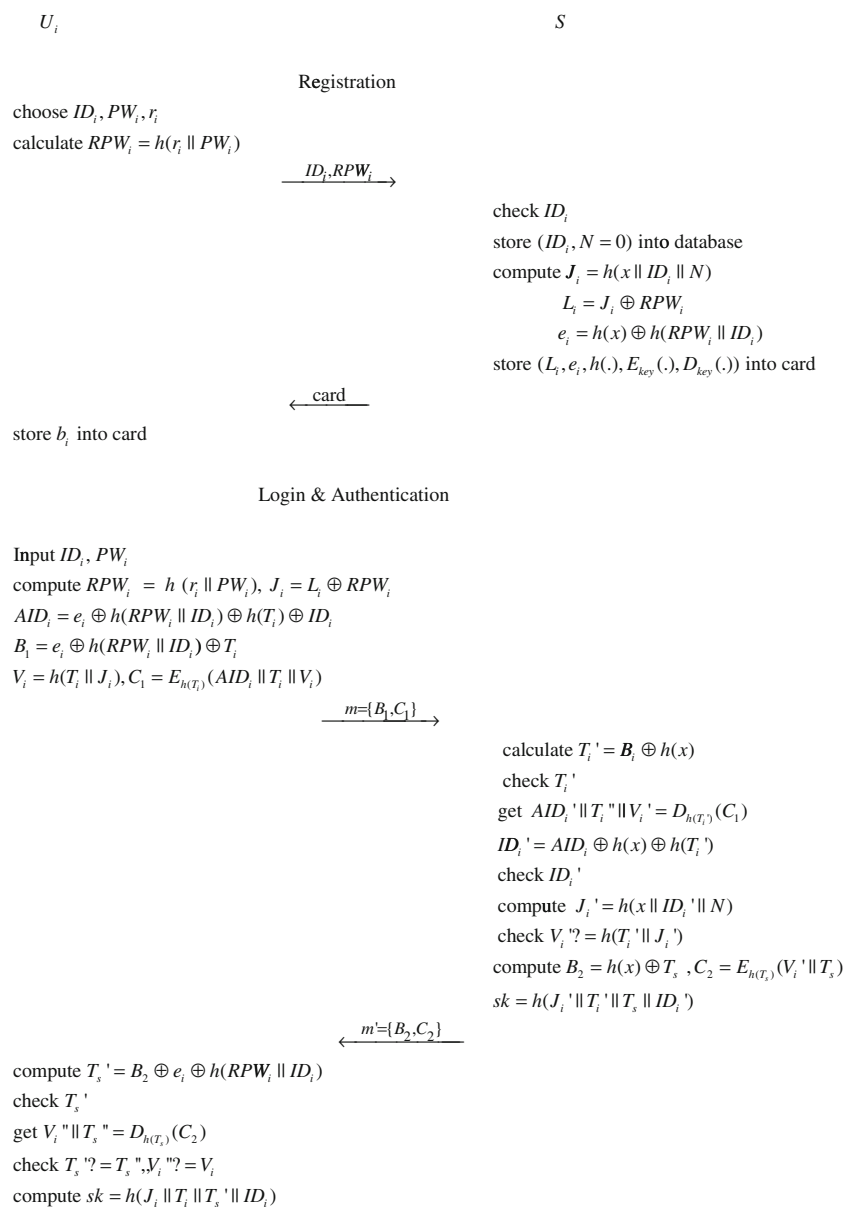 U_i S
Registration
choose ID_i, PW_i, r_i
calculate RPW_i = h(r_i || PW_i)
ID_i, RPW_i
check ID_i
store (ID_i, N = 0) into database
compute J_i = h(x || ID_i || N)
L_i = J_i ⊕ RPW_i
e_i = h(x) ⊕ h(RPW_i || ID_i)
store (L_i, e_i, h(.), E_key(.), D_key(.)) into card
card
store b_i into card
Login & Authentication
Input ID_i, PW_i
compute RPW_i = h (r_i || PW_i), J_i = L_i ⊕ RPW_i
AID_i = e_i ⊕ h(RPW_i || ID_i) ⊕ h(T_i) ⊕ ID_i
B_1 = e_i ⊕ h(RPW_i || ID_i) ⊕ T_i
V_i = h(T_i || J_i), C_1 = E_{h(T_i)}(AID_i || T_i || V_i)
m={B_1,C_1}
calculate T_i ' = B_i ⊕ h(x)
check T_i '
get AID_i ' || T_i " || V_i ' = D_{h(T_i')}(C_1)
ID_i ' = AID_i ⊕ h(x) ⊕ h(T_i ')
check ID_i '
compute J_i ' = h(x || ID_i ' || N)
check V_i '? = h(T_i ' || J_i ')
compute B_2 = h(x) ⊕ T_s , C_2 = E_{h(T_s)}(V_i ' || T_s)
sk = h(J_i ' || T_i ' || T_s || ID_i ')
m'={B_2,C_2}
compute T_s ' = B_2 ⊕ e_i ⊕ h(RPW_i || ID_i)
check T_s '
get V_i " || T_s " = D_{h(T_s)}(C_2)
check T_s '? = T_s ",,V_i "? = V_i
compute sk = h(J_i || T_i || T_s ' || ID_i)